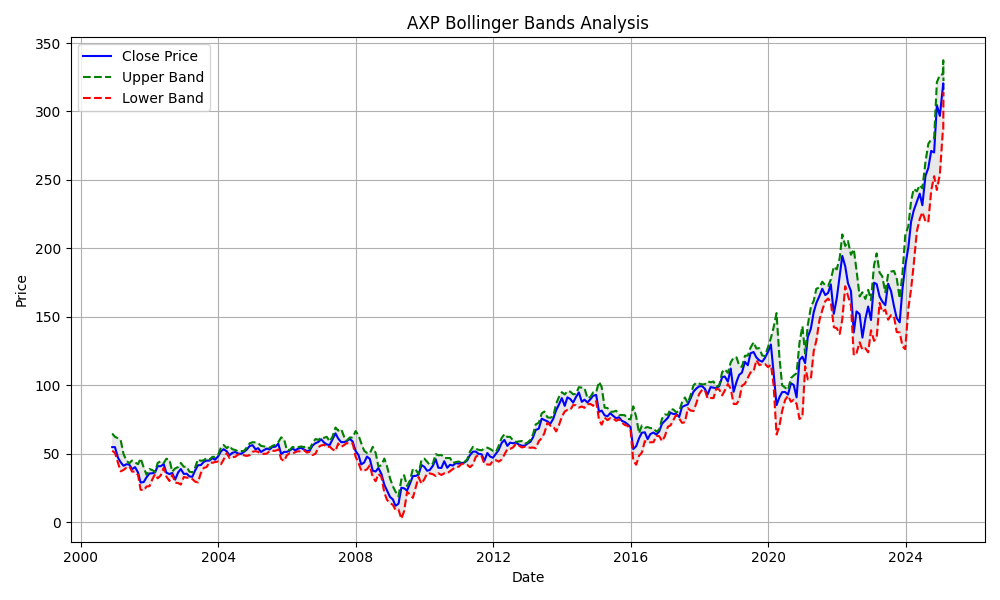 AXP Bollinger Bands Analysis
Close Price
Upper Band
Lower Band
350
300
250
200
150
100
50
0
Price
2000 2004 2008 2012 2016 2020 2024
Date